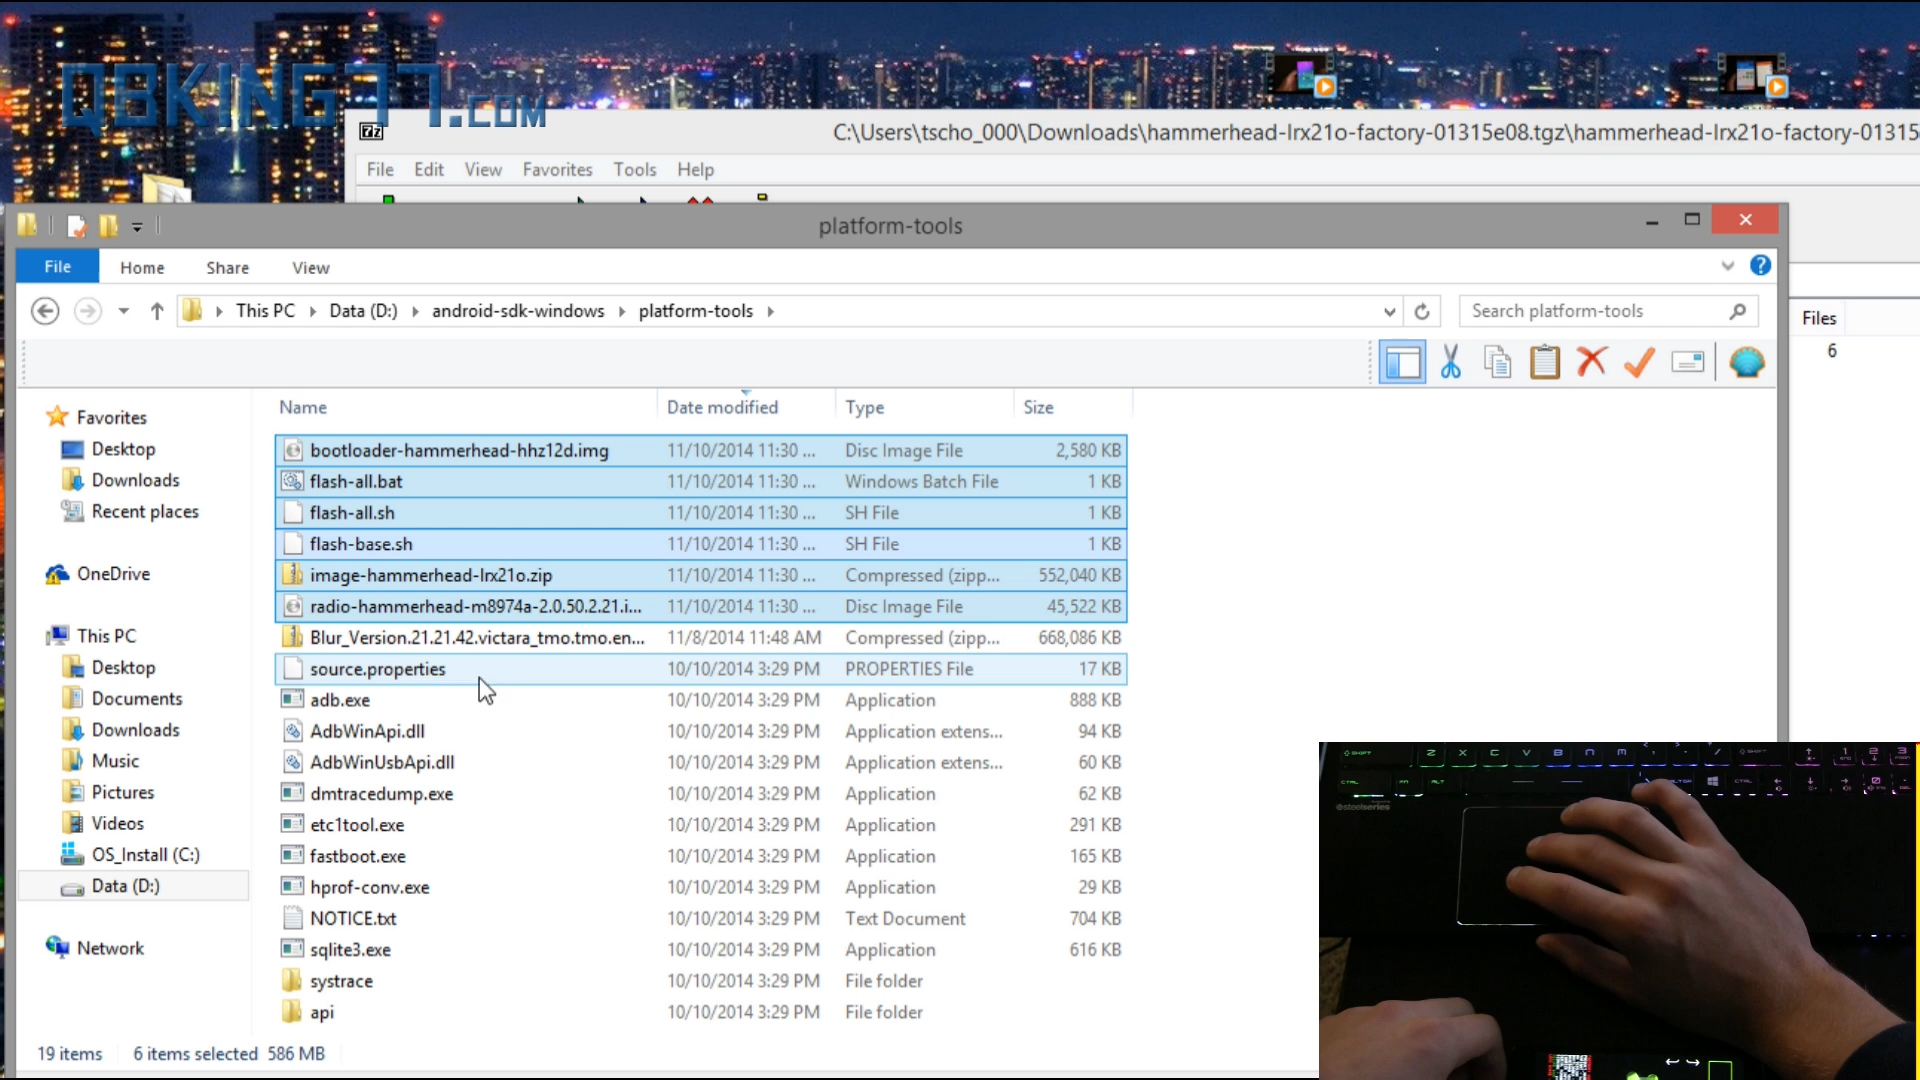 QBKING77.COM
7z
C:\Users\tscho_000\Downloads\hammerhead-lrx21o-factory-01315e08.tgz\hammerhead-lrx21o-factory-01315
File Edit View Favorites Tools Help
platform-tools
File Home Share View
This PC Data (D:) android-sdk-windows platform-tools
Search platform-tools
Files
6
Name Date modified Type Size
Favorites
Desktop
Downloads
Recent places
OneDrive
This PC
Desktop
Documents
Downloads
Music
Pictures
Videos
OS_Install (C:)
Data (D:)
Network
bootloader-hammerhead-hhz12d.img 11/10/2014 11:30 ... Disc Image File 2,580 KB
flash-all.bat 11/10/2014 11:30 ... Windows Batch File 1 KB
flash-all.sh 11/10/2014 11:30 ... SH File 1 KB
flash-base.sh 11/10/2014 11:30 ... SH File 1 KB
image-hammerhead-lrx21o.zip 11/10/2014 11:30 ... Compressed (zipp... 552,040 KB
radio-hammerhead-m8974a-2.0.50.2.21.i... 11/10/2014 11:30 ... Disc Image File 45,522 KB
Blur_Version.21.21.42.victara_tmo.tmo.en... 11/8/2014 11:48 AM Compressed (zipp... 668,086 KB
source.properties 10/10/2014 3:29 PM PROPERTIES File 17 KB
adb.exe 10/10/2014 3:29 PM Application 888 KB
AdbWinApi.dll 10/10/2014 3:29 PM Application extens... 94 KB
AdbWinUsbApi.dll 10/10/2014 3:29 PM Application extens... 60 KB
dmtracedump.exe 10/10/2014 3:29 PM Application 62 KB
etc1tool.exe 10/10/2014 3:29 PM Application 291 KB
fastboot.exe 10/10/2014 3:29 PM Application 165 KB
hprof-conv.exe 10/10/2014 3:29 PM Application 29 KB
NOTICE.txt 10/10/2014 3:29 PM Text Document 704 KB
sqlite3.exe 10/10/2014 3:29 PM Application 616 KB
systrace 10/10/2014 3:29 PM File folder
api 10/10/2014 3:29 PM File folder
19 items 6 items selected 586 MB
SHIFT Z X C V B N M
CTRL FN ALT CTRL
steelseries